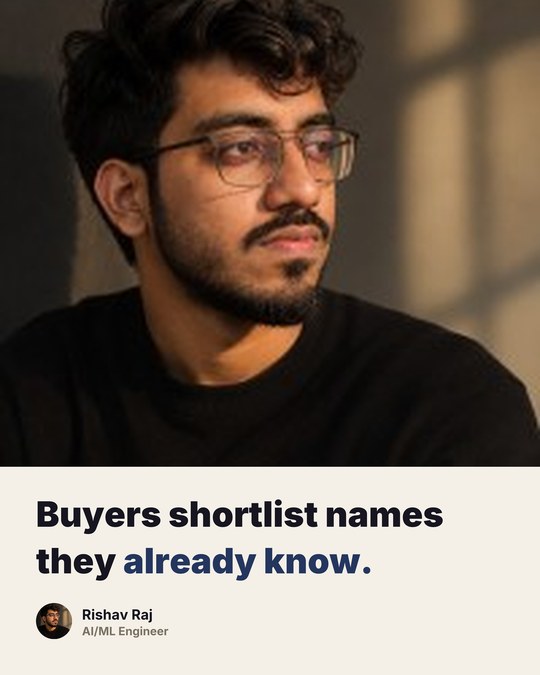 Buyers shortlist names
they already know.
Rishav Raj
AI/ML Engineer